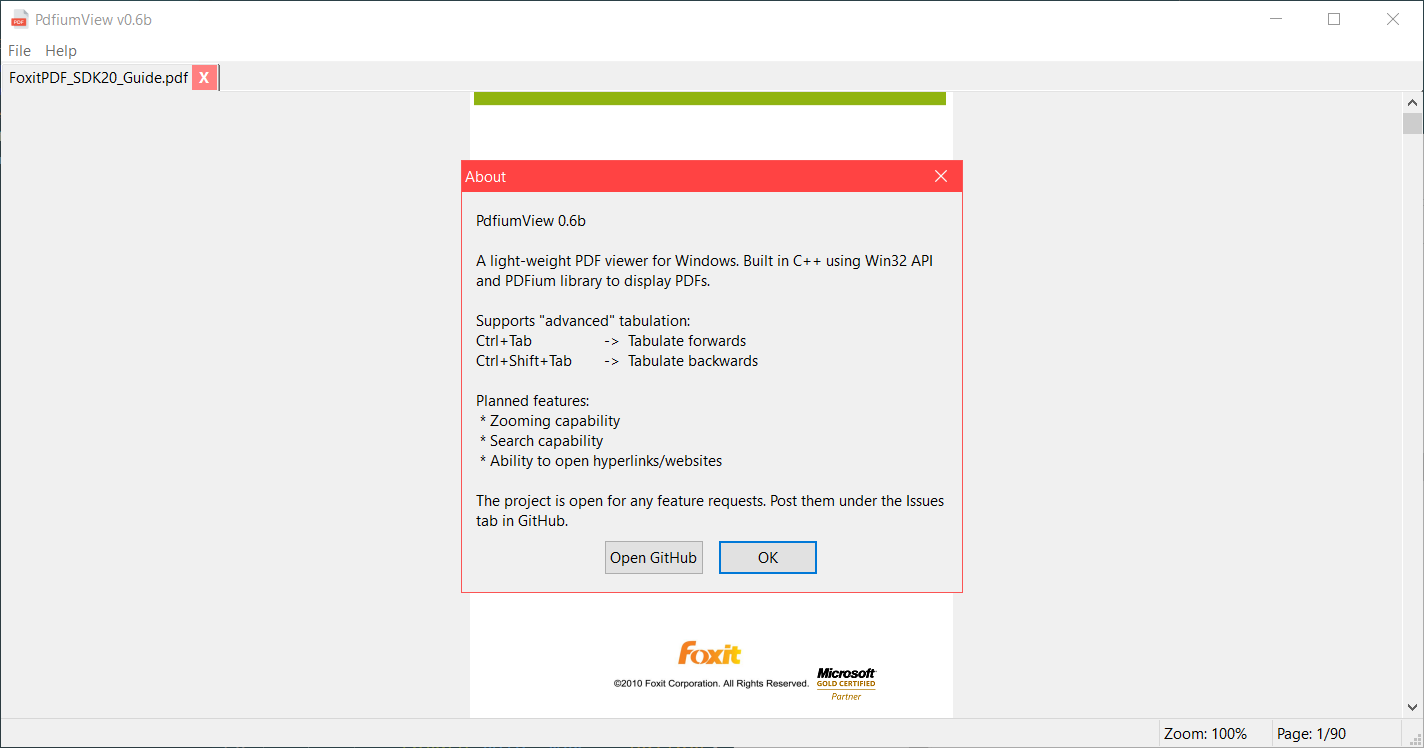 PdfiumView v0.6b
File Help
FoxitPDF_SDK20_Guide.pdf X
About
PdfiumView 0.6b
A light-weight PDF viewer for Windows. Built in C++ using Win32 API
and PDFium library to display PDFs.
Supports "advanced" tabulation:
Ctrl+Tab -> Tabulate forwards
Ctrl+Shift+Tab -> Tabulate backwards
Planned features:
* Zooming capability
* Search capability
* Ability to open hyperlinks/websites
The project is open for any feature requests. Post them under the Issues
tab in GitHub.
Open GitHub OK
Foxit
©2010 Foxit Corporation. All Rights Reserved.
Microsoft
GOLD CERTIFIED
Partner
Zoom: 100% Page: 1/90